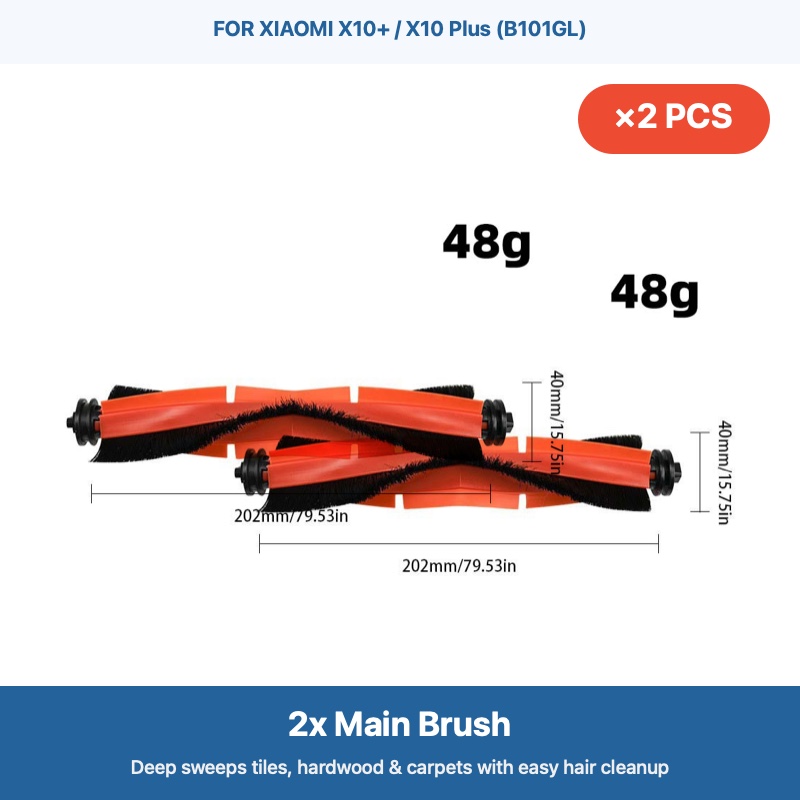 FOR XIAOMI X10+ / X10 Plus (B101GL)
×2 PCS
48g
48g
40mm/15.75in
40mm/15.75in
202mm/79.53in
202mm/79.53in
2x Main Brush
Deep sweeps tiles, hardwood & carpets with easy hair cleanup